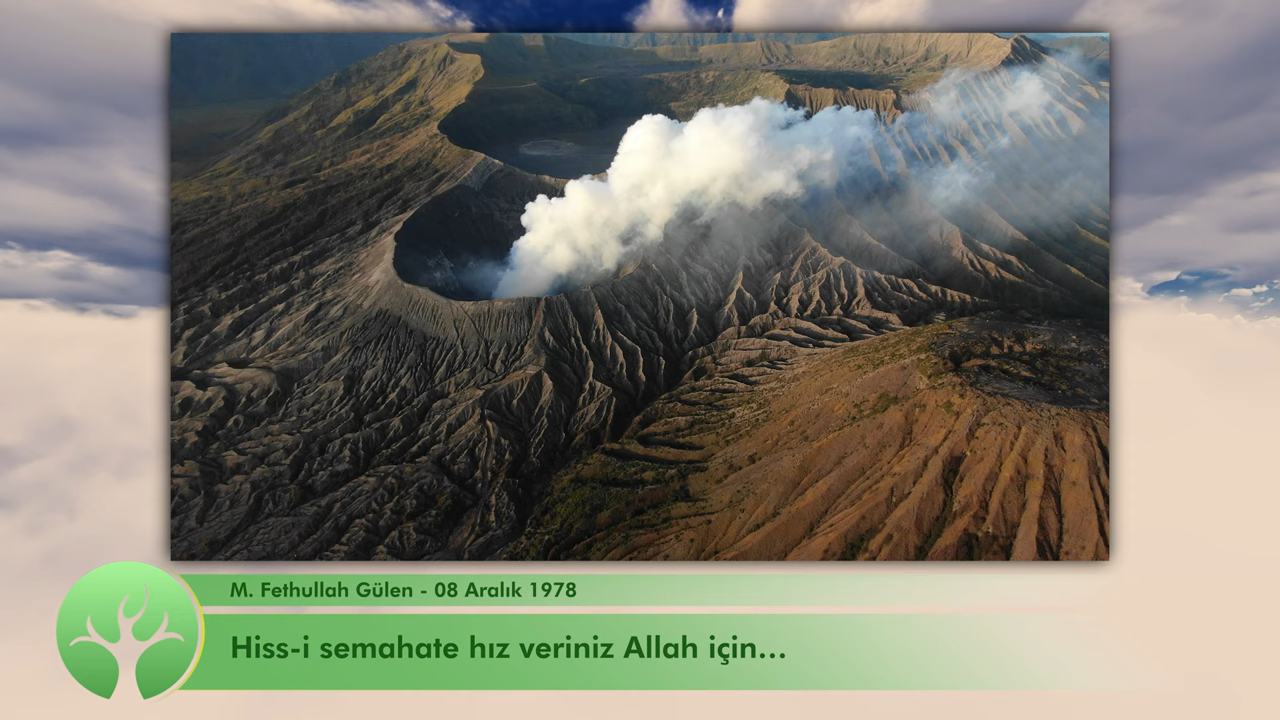 M. Fethullah Gülen - 08 Aralık 1978
Hiss-i semahate hız veriniz Allah için...